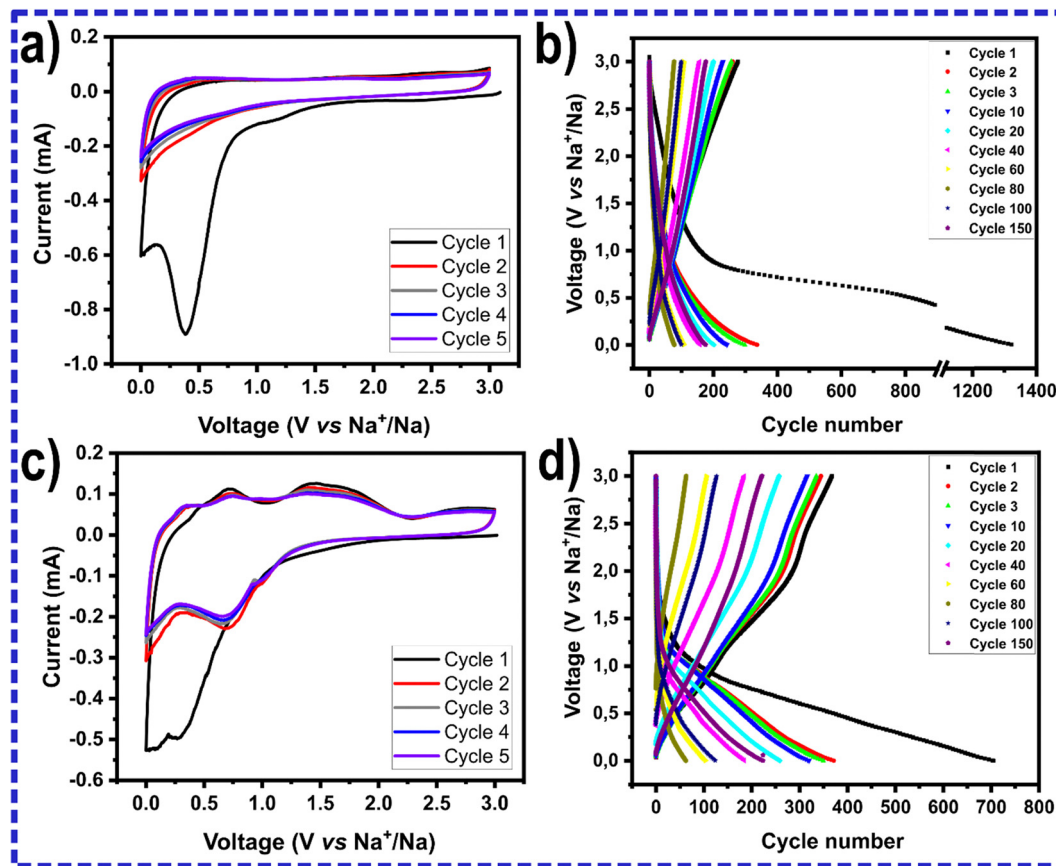 a)
0.2
0.0
-0.2
-0.4
-0.6
-0.8
-1.0
Current (mA)
Cycle 1
Cycle 2
Cycle 3
Cycle 4
Cycle 5
0.0 0.5 1.0 1.5 2.0 2.5 3.0
Voltage (V vs Na⁺/Na)
b)
3,0
2,5
2,0
1,5
1,0
0,5
0,0
Voltage (V vs Na⁺/Na)
Cycle 1
Cycle 2
Cycle 3
Cycle 10
Cycle 20
Cycle 40
Cycle 60
Cycle 80
Cycle 100
Cycle 150
0 200 400 600 800 1200 1400
Cycle number
c)
0.2
0.1
0.0
-0.1
-0.2
-0.3
-0.4
-0.5
-0.6
Current (mA)
Cycle 1
Cycle 2
Cycle 3
Cycle 4
Cycle 5
0.0 0.5 1.0 1.5 2.0 2.5 3.0
Voltage (V vs Na⁺/Na)
d)
3,0
2,5
2,0
1,5
1,0
0,5
0,0
Voltage (V vs Na⁺/Na)
Cycle 1
Cycle 2
Cycle 3
Cycle 10
Cycle 20
Cycle 40
Cycle 60
Cycle 80
Cycle 100
Cycle 150
0 100 200 300 400 500 600 700 800
Cycle number